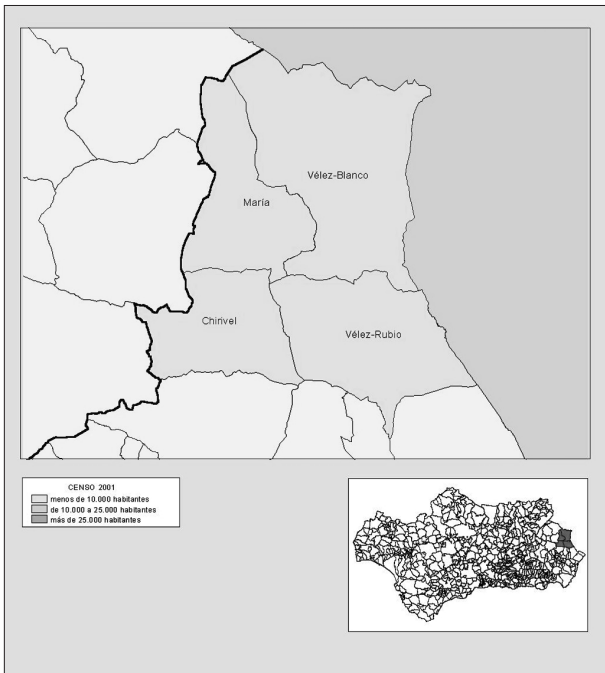 Vélez-Blanco
María
Chirivel
Vélez-Rubio
CENSO 2001
menos de 10.000 habitantes
de 10.000 a 25.000 habitantes
más de 25.000 habitantes